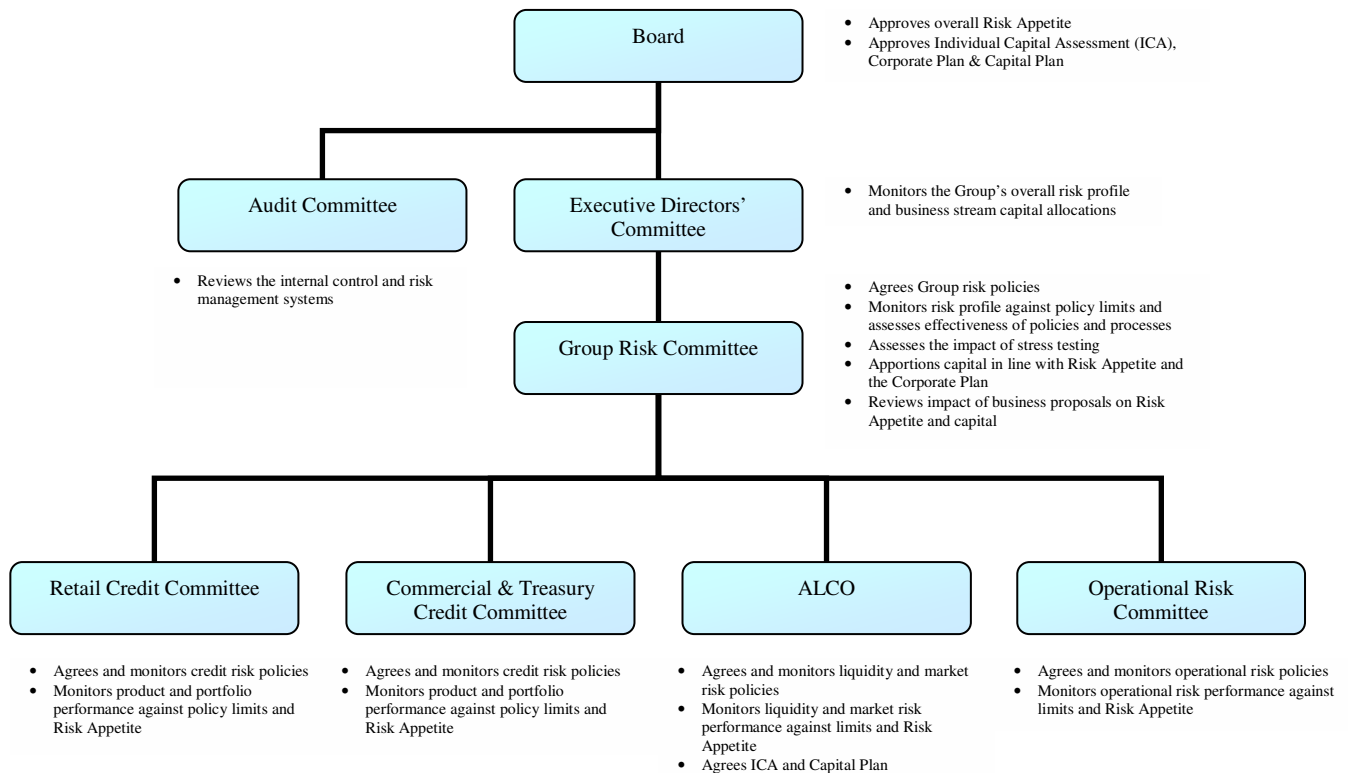 Board
• Approves overall Risk Appetite
• Approves Individual Capital Assessment (ICA),
Corporate Plan & Capital Plan
Audit Committee
• Reviews the internal control and risk
management systems
Executive Directors’
Committee
• Monitors the Group’s overall risk profile
and business stream capital allocations
Group Risk Committee
• Agrees Group risk policies
• Monitors risk profile against policy limits and
assesses effectiveness of policies and processes
• Assesses the impact of stress testing
• Apportions capital in line with Risk Appetite and
the Corporate Plan
• Reviews impact of business proposals on Risk
Appetite and capital
Retail Credit Committee
• Agrees and monitors credit risk policies
• Monitors product and portfolio
performance against policy limits and
Risk Appetite
Commercial & Treasury
Credit Committee
• Agrees and monitors credit risk policies
• Monitors product and portfolio
performance against policy limits and
Risk Appetite
ALCO
• Agrees and monitors liquidity and market
risk policies
• Monitors liquidity and market risk
performance against limits and Risk
Appetite
• Agrees ICA and Capital Plan
Operational Risk
Committee
• Agrees and monitors operational risk policies
• Monitors operational risk performance against
limits and Risk Appetite